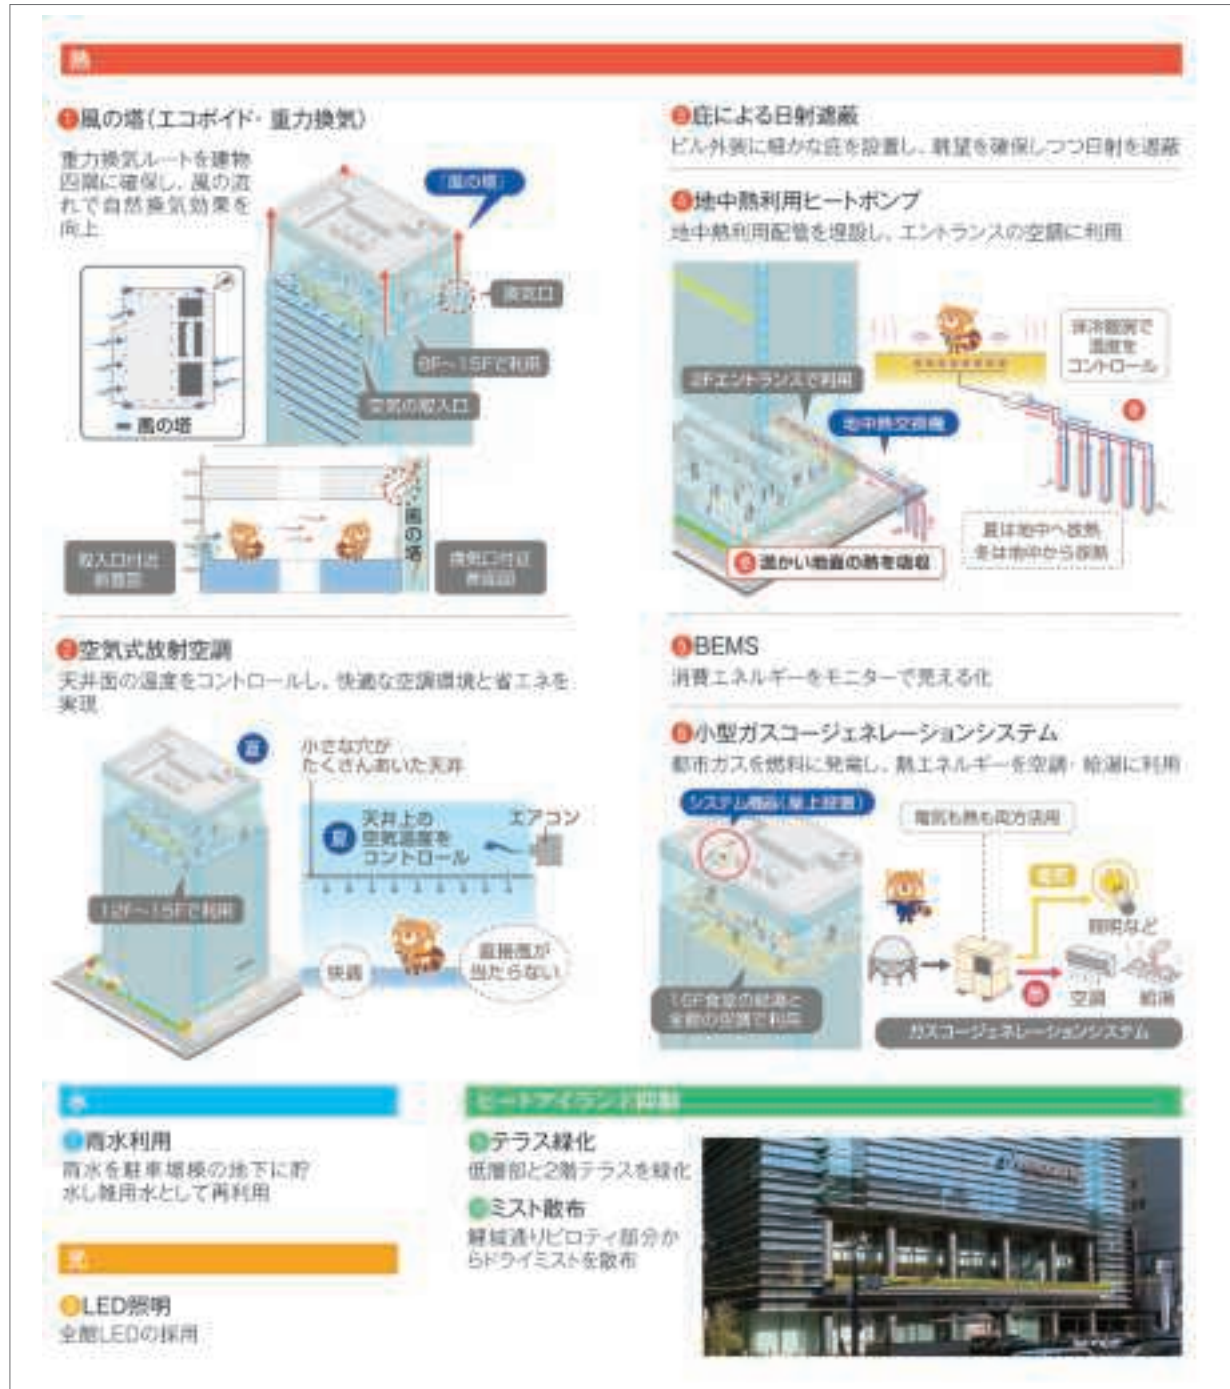 熱
1風の塔(エコボイド・重力換気)
重力換気ルートを建物
四隅に確保し、風の流
れで自然換気効果を
向上
「風の塔」
換気口
8F〜15Fで利用
空気の取入口
風の塔
取入口付近
断面図
風の塔
換気口付近
断面図
2空気式放射空調
天井面の温度をコントロールし、快適な空調環境と省エネを
実現
夏
12F〜15Fで利用
小さな穴が
たくさんあいた天井
夏
天井上の
空気温度を
コントロール
エアコン
快適
直接風が
当たらない
3庇による日射遮蔽
ビル外装に細かな庇を設置し、眺望を確保しつつ日射を遮蔽
4地中熱利用ヒートポンプ
地中熱利用配管を埋設し、エントランスの空調に利用
2Fエントランスで利用
地中熱交換機
床冷暖房で
温度を
コントロール
夏は地中へ放熱
冬は地中から採熱
冬 温かい地面の熱を吸収
5BEMS
消費エネルギーをモニターで見える化
6小型ガスコージェネレーションシステム
都市ガスを燃料に発電し、熱エネルギーを空調・給湯に利用
システム機器(屋上設置)
電気も熱も両方活用
電気
照明など
熱
空調
給湯
15F食堂の給湯と
全館の空調で利用
ガスコージェネレーションシステム
水
雨水利用
雨水を駐車場棟の地下に貯
水し雑用水として再利用
光
LED照明
全館LEDの採用
ヒートアイランド抑制
テラス緑化
低層部と2階テラスを緑化
ミスト散布
鯉城通りピロティ部分か
らドライミストを散布